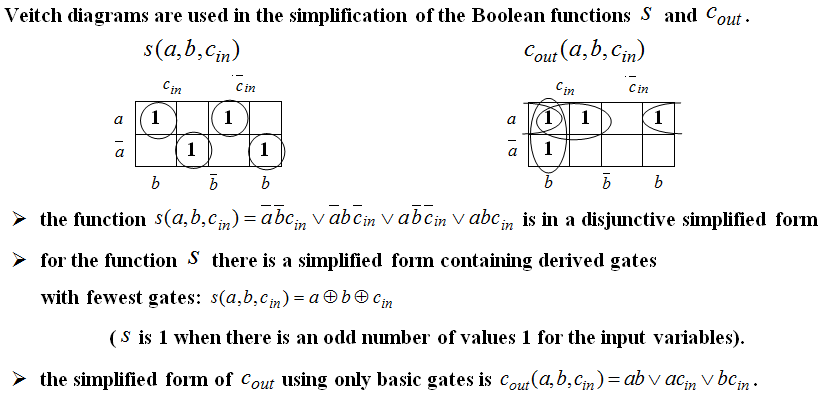 Veitch diagrams are used in the simplification of the Boolean functions S and c_out.
s(a,b,c_in) c_out(a,b,c_in)
c_in c̅_in c_in c̅_in
a 1 1 a 1 1 1
a̅ 1 1 a̅ 1
b b̅ b b b̅ b
➢ the function s(a,b,c_in) = a̅b̅c_in ∨ a̅bc̅_in ∨ ab̅c̅_in ∨ abc_in is in a disjunctive simplified form
➢ for the function S there is a simplified form containing derived gates
with fewest gates: s(a,b,c_in) = a ⊕ b ⊕ c_in
( S is 1 when there is an odd number of values 1 for the input variables).
➢ the simplified form of c_out using only basic gates is c_out(a,b,c_in) = ab ∨ ac_in ∨ bc_in .